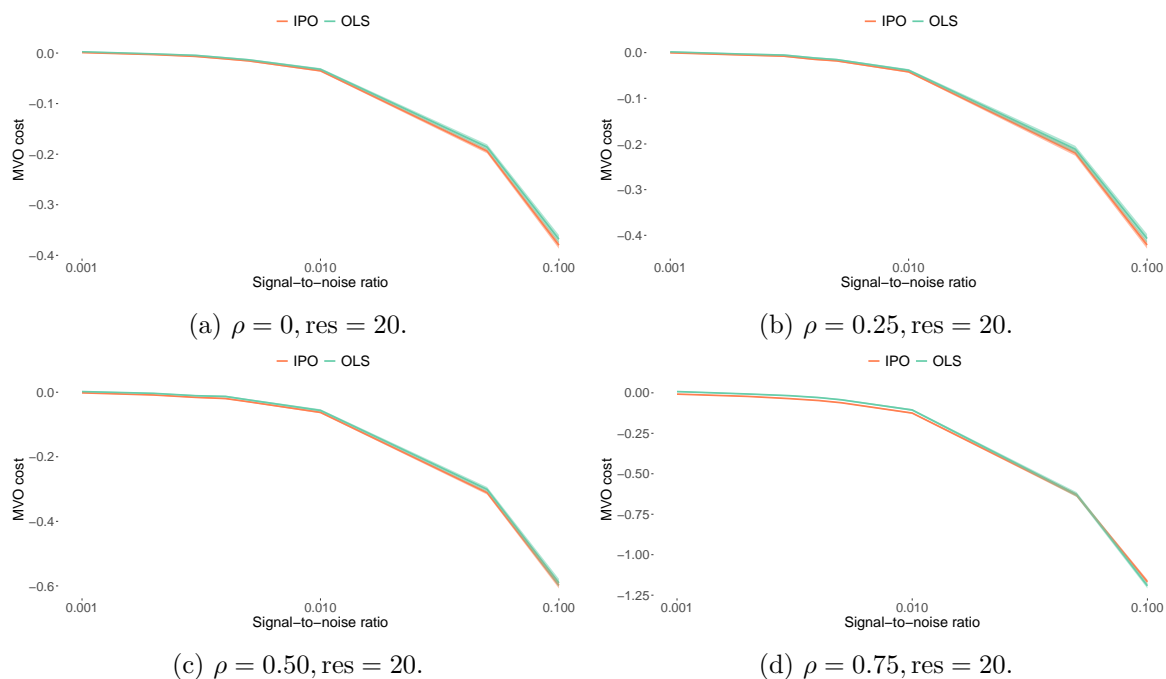 IPO OLS
0.0
−0.1
−0.2
−0.3
−0.4
MVO cost
0.001 0.010 0.100
Signal−to−noise ratio
(a) ρ = 0, res = 20.
IPO OLS
0.0
−0.1
−0.2
−0.3
−0.4
MVO cost
0.001 0.010 0.100
Signal−to−noise ratio
(b) ρ = 0.25, res = 20.
IPO OLS
0.0
−0.2
−0.4
−0.6
MVO cost
0.001 0.010 0.100
Signal−to−noise ratio
(c) ρ = 0.50, res = 20.
IPO OLS
0.00
−0.25
−0.50
−0.75
−1.00
−1.25
MVO cost
0.001 0.010 0.100
Signal−to−noise ratio
(d) ρ = 0.75, res = 20.